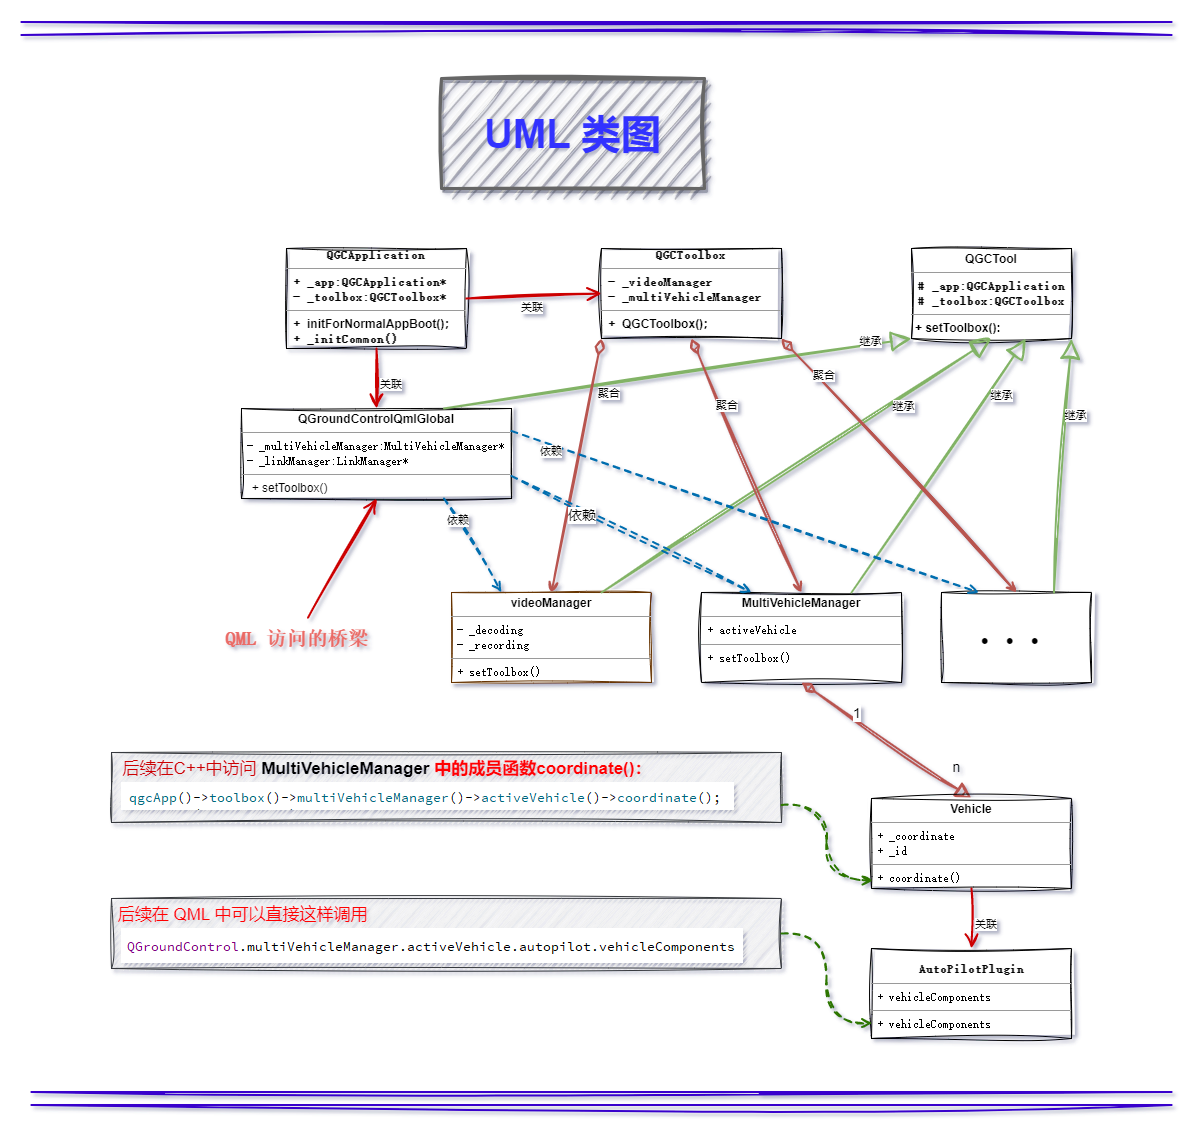 UML 类图
QGCApplication
+ _app:QGCApplication*
- _toolbox:QGCToolbox*
+ initForNormalAppBoot();
+ _initCommon()
关联
QGCToolbox
- _videoManager
- _multiVehicleManager
+ QGCToolbox();
QGCTool
# _app:QGCApplication
# _toolbox:QGCToolbox
+ setToolbox():
继承
关联
聚合
聚合
聚合
继承
继承
继承
QGroundControlQmlGlobal
- _multiVehicleManager:MultiVehicleManager*
- _linkManager:LinkManager*
+ setToolbox()
依赖
依赖
依赖
QML 访问的桥梁
videoManager
- _decoding
- _recording
+ setToolbox()
MultiVehicleManager
+ activeVehicle
+ setToolbox()
• • •
1
n
后续在C++中访问 MultiVehicleManager 中的成员函数coordinate():
qgcApp()->toolbox()->multiVehicleManager()->activeVehicle()->coordinate();
Vehicle
+ _coordinate
+ _id
+ coordinate()
关联
后续在 QML 中可以直接这样调用
QGroundControl.multiVehicleManager.activeVehicle.autopilot.vehicleComponents
AutoPilotPlugin
+ vehicleComponents
+ vehicleComponents